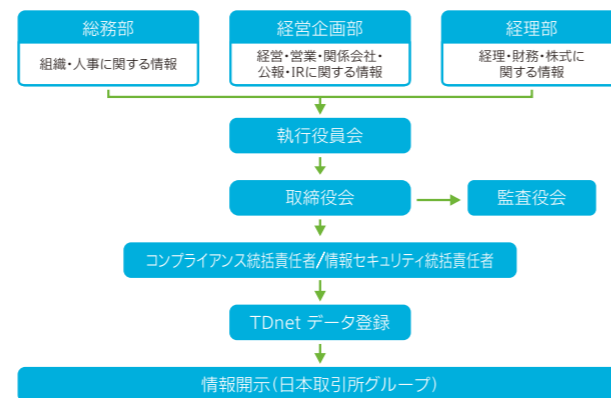 総務部
組織・人事に関する情報
経営企画部
経営・営業・関係会社・
公報・IRに関する情報
経理部
経理・財務・株式に
関する情報
執行役員会
取締役会
監査役会
コンプライアンス統括責任者/情報セキュリティ統括責任者
TDnet データ登録
情報開示(日本取引所グループ)